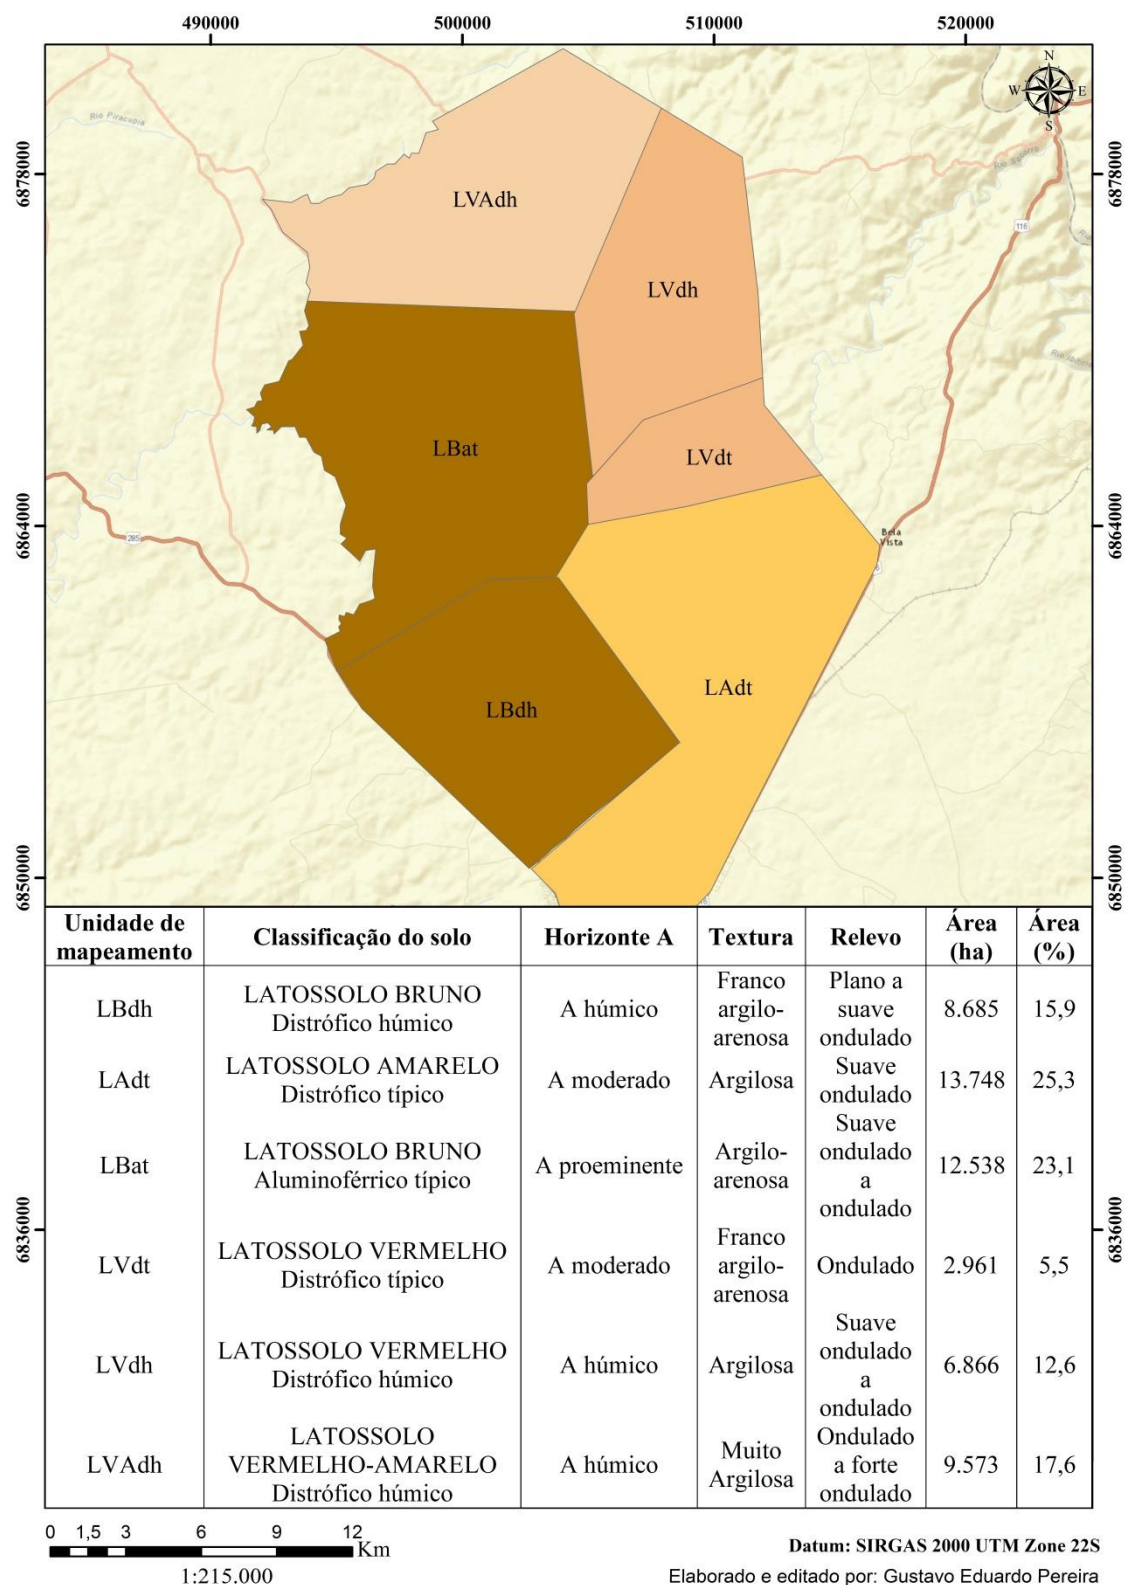 490000 500000 510000 520000
N
W E
S
Rio Piracupia
6878000
6878000
LVAdh
116
LVdh
LBat
LVdt
6864000
6864000
285
Bela
Vista
LAdt
LBdh
6850000
6850000
Unidade de mapeamento Classificação do solo Horizonte A Textura Relevo Área (ha) Área (%)
LBdh LATOSSOLO BRUNO Distrófico húmico A húmico Franco argilo-arenosa Plano a suave ondulado 8.685 15,9
LAdt LATOSSOLO AMARELO Distrófico típico A moderado Argilosa Suave ondulado 13.748 25,3
LBat LATOSSOLO BRUNO Aluminoférrico típico A proeminente Argilo-arenosa Suave ondulado a ondulado 12.538 23,1
6836000
6836000
LVdt LATOSSOLO VERMELHO Distrófico típico A moderado Franco argilo-arenosa Ondulado 2.961 5,5
LVdh LATOSSOLO VERMELHO Distrófico húmico A húmico Argilosa Suave ondulado a ondulado 6.866 12,6
LVAdh LATOSSOLO VERMELHO-AMARELO Distrófico húmico A húmico Muito Argilosa Ondulado a forte ondulado 9.573 17,6
0 1,5 3 6 9 12
Km
1:215.000
Datum: SIRGAS 2000 UTM Zone 22S
Elaborado e editado por: Gustavo Eduardo Pereira